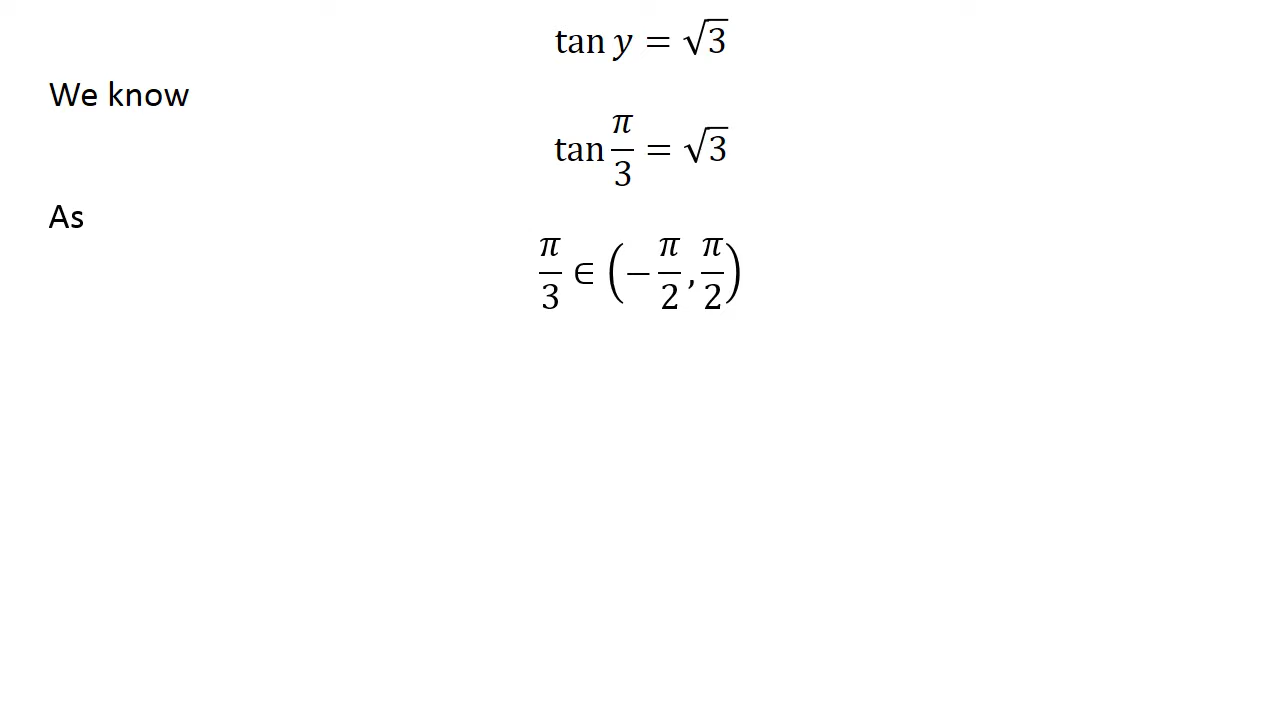 tan y = √3
We know
tan π/3 = √3
As
π/3 ∈ (−π/2, π/2)